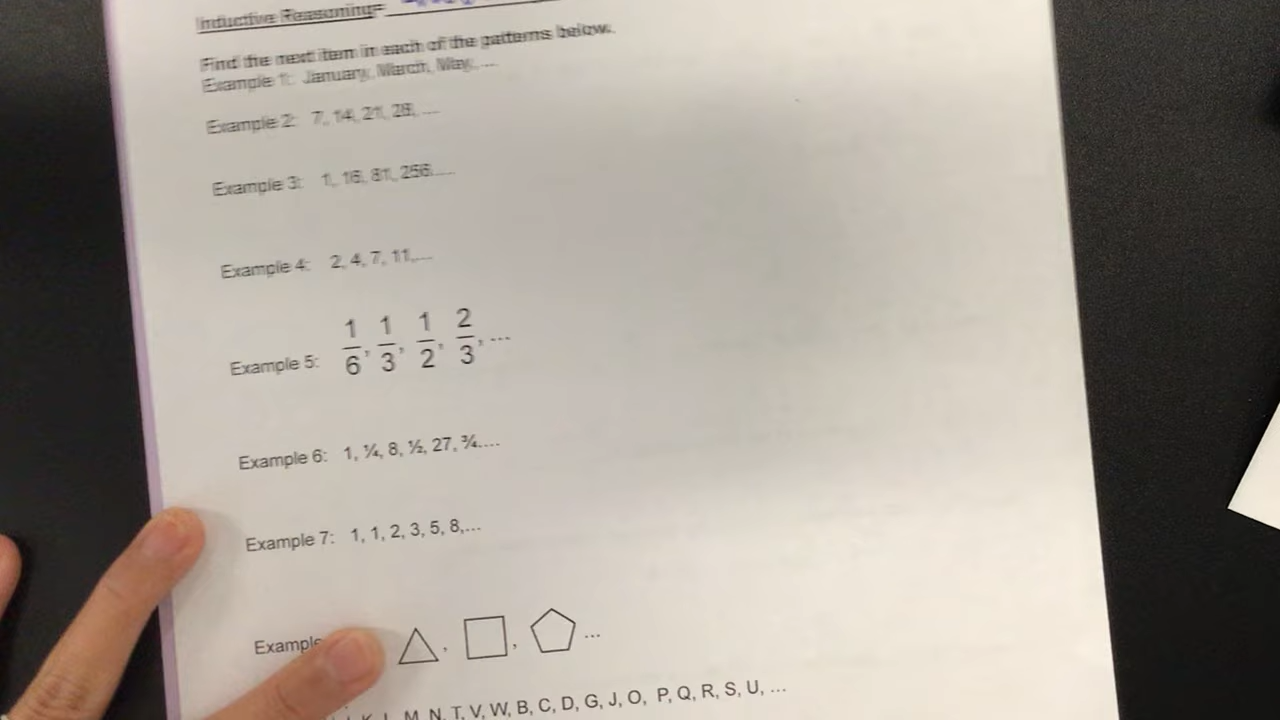 Inductive Reasoning=
Find the next item in each of the patterns below.
Example 1: January, March, May, ...
Example 2: 7, 14, 21, 28, ...
Example 3: 1, 16, 81, 256.....
Example 4: 2, 4, 7, 11,...
Example 5: 1/6, 1/3, 1/2, 2/3, ...
Example 6: 1, ¼, 8, ½, 27, ¾....
Example 7: 1, 1, 2, 3, 5, 8,...
Example , , ...
M, N, T, V, W, B, C, D, G, J, O, P, Q, R, S, U, ...